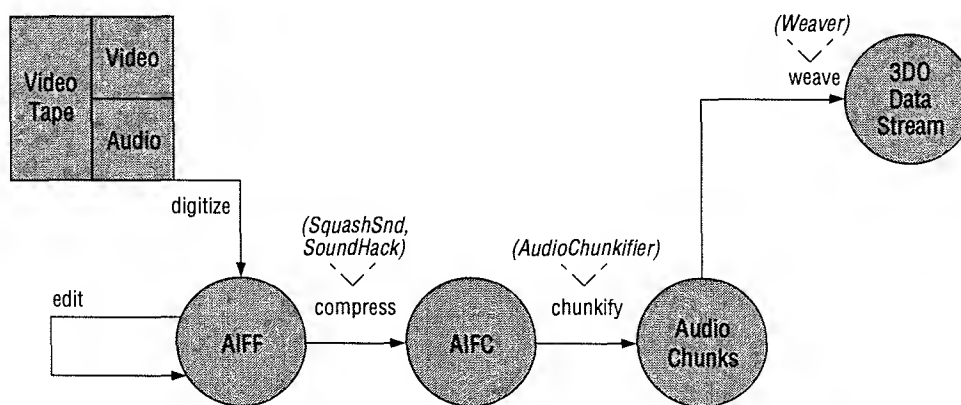 Video
Tape
Video
Audio
digitize
edit
AIFF
(SquashSnd,
SoundHack)
compress
AIFC
(AudioChunkifier)
chunkify
Audio
Chunks
(Weaver)
weave
3DO
Data
Stream